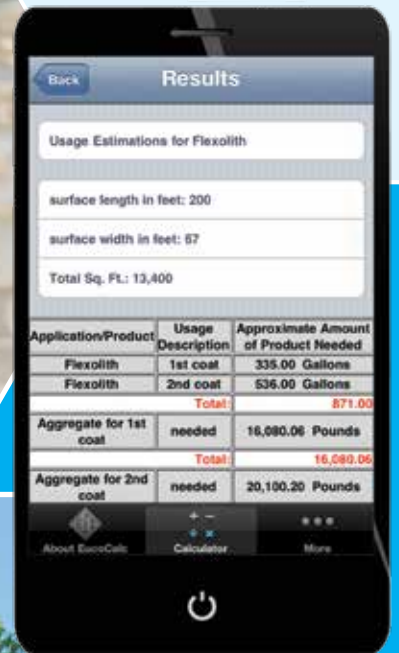 Back
Results
Usage Estimations for Flexolith
surface length in feet: 200
surface width in feet: 67
Total Sq. Ft.: 13,400
Application/Product Usage Description Approximate Amount of Product Needed
Flexolith 1st coat 335.00 Gallons
Flexolith 2nd coat 536.00 Gallons
Total: 871.00
Aggregate for 1st coat needed 16,080.06 Pounds
Total: 16,080.06
Aggregate for 2nd coat needed 20,100.20 Pounds
About EucoCalc
Calculator
More